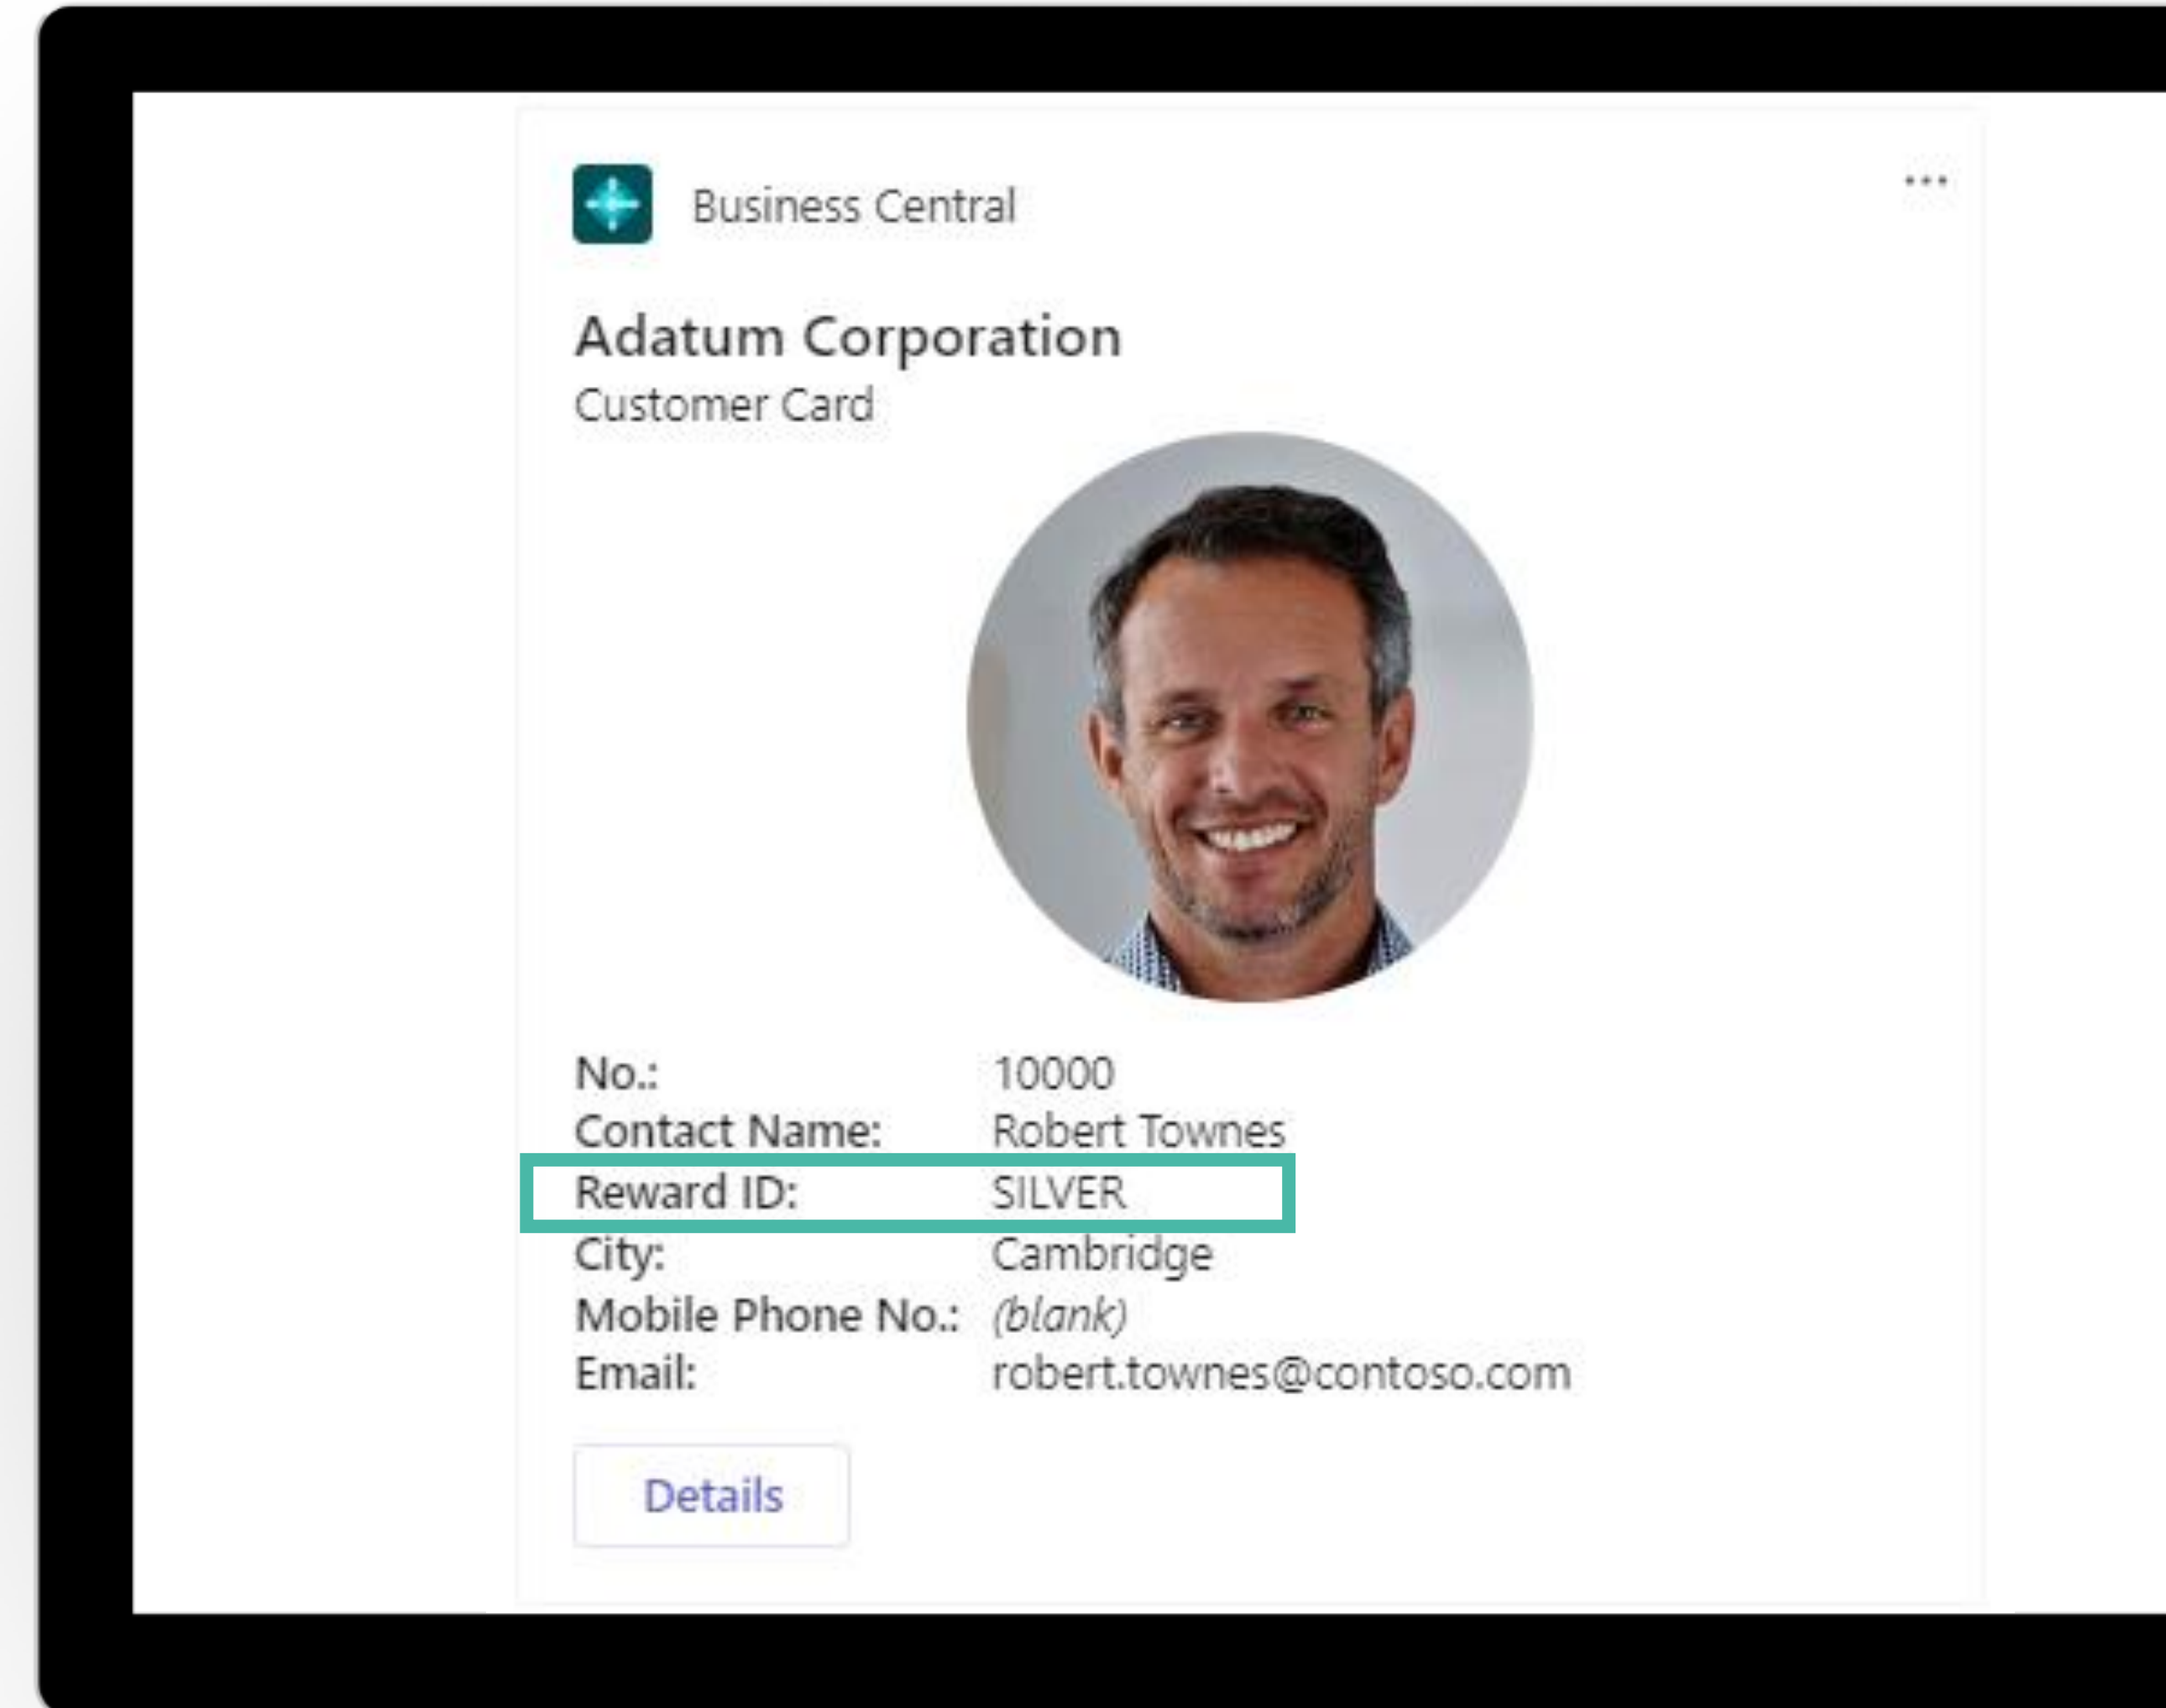 Business Central
Adatum Corporation
Customer Card
No.: 10000
Contact Name: Robert Townes
Reward ID: SILVER
City: Cambridge
Mobile Phone No.: (blank)
Email: robert.townes@contoso.com
Details